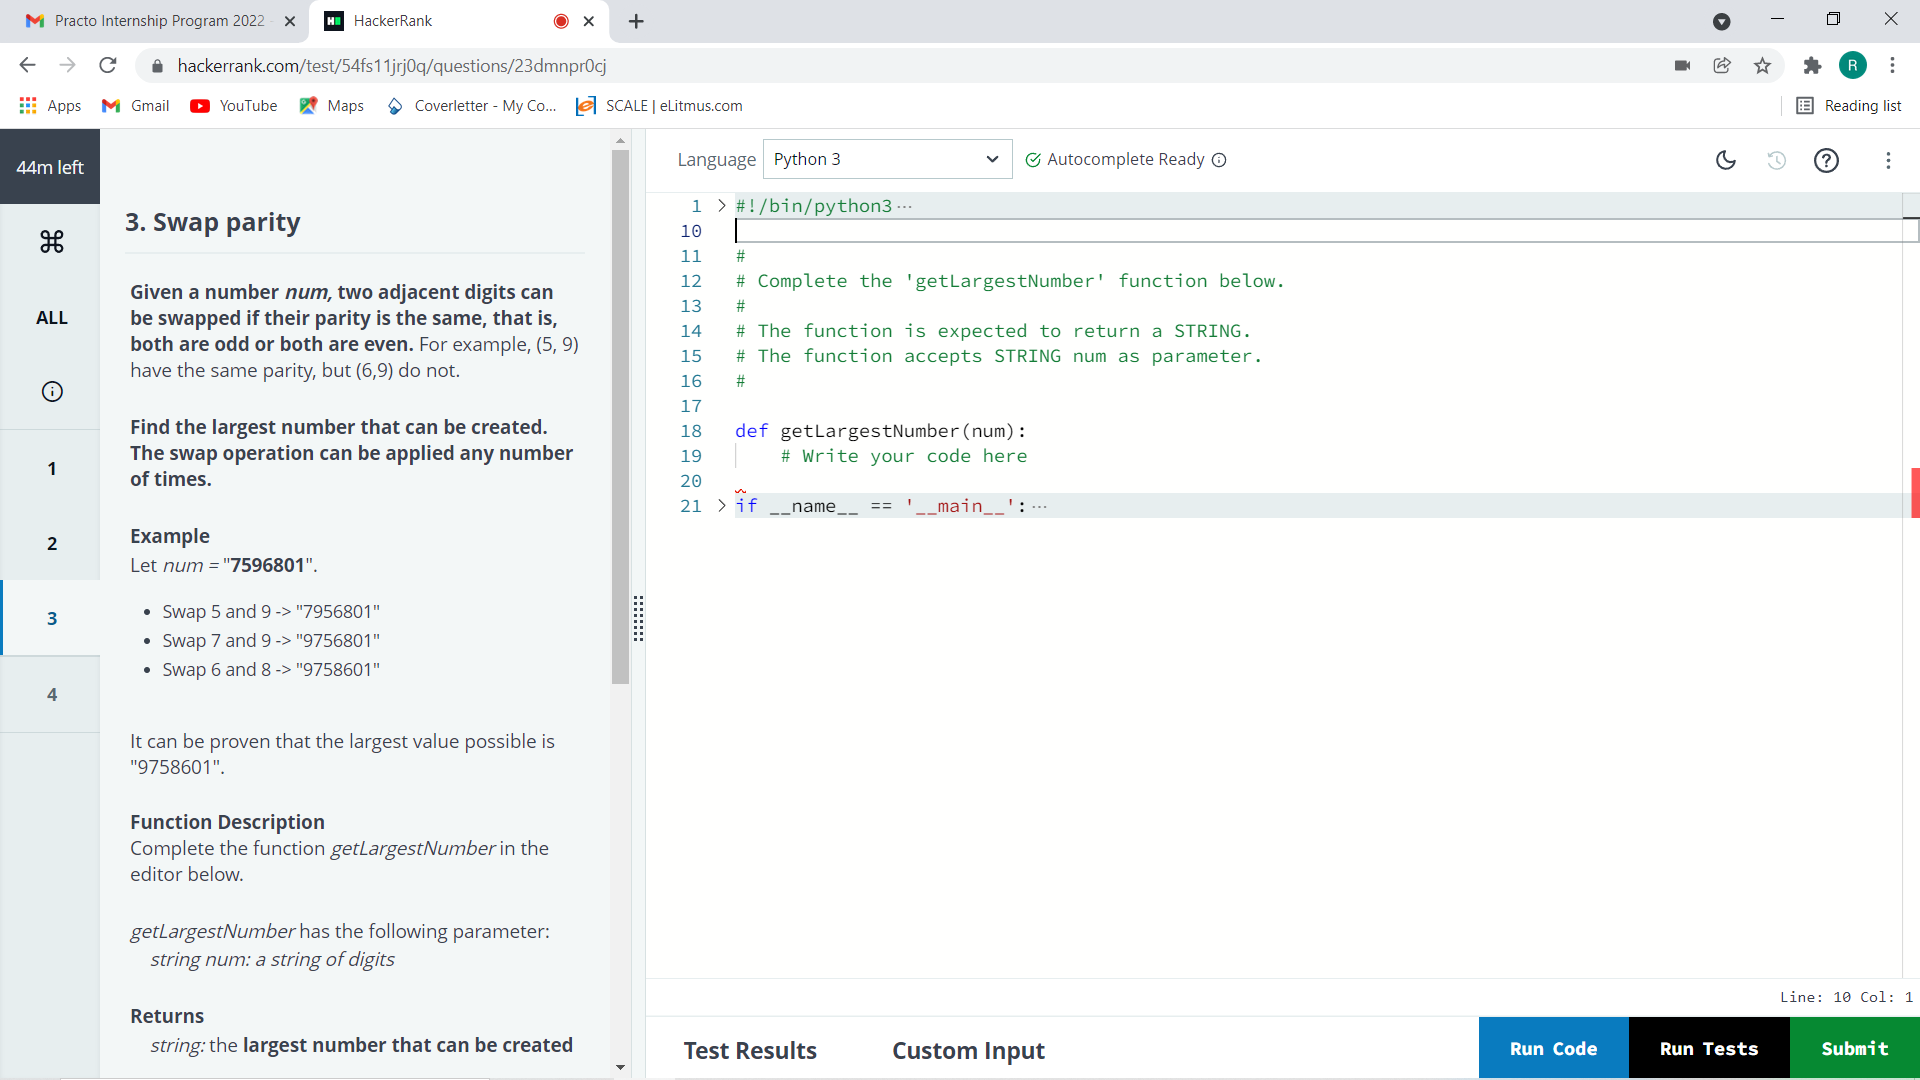 Practo Internship Program 2022 -
HackerRank
hackerrank.com/test/54fs11jrj0q/questions/23dmnpr0cj
R
Apps
Gmail
YouTube
Maps
Coverletter - My Co...
SCALE | eLitmus.com
Reading list
44m left
ALL
1
2
3
4
3. Swap parity
Given a number num, two adjacent digits can
be swapped if their parity is the same, that is,
both are odd or both are even. For example, (5, 9)
have the same parity, but (6,9) do not.
Find the largest number that can be created.
The swap operation can be applied any number
of times.
Example
Let num = "7596801".
• Swap 5 and 9 -> "7956801"
• Swap 7 and 9 -> "9756801"
• Swap 6 and 8 -> "9758601"
It can be proven that the largest value possible is
"9758601".
Function Description
Complete the function getLargestNumber in the
editor below.
getLargestNumber has the following parameter:
string num: a string of digits
Returns
string: the largest number that can be created
Language Python 3 Autocomplete Ready
1 #!/bin/python3 ...
10
11 #
12 # Complete the 'getLargestNumber' function below.
13 #
14 # The function is expected to return a STRING.
15 # The function accepts STRING num as parameter.
16 #
17
18 def getLargestNumber(num):
19 # Write your code here
20
21 if __name__ == '__main__': ...
Line: 10 Col: 1
Test Results Custom Input Run Code Run Tests Submit